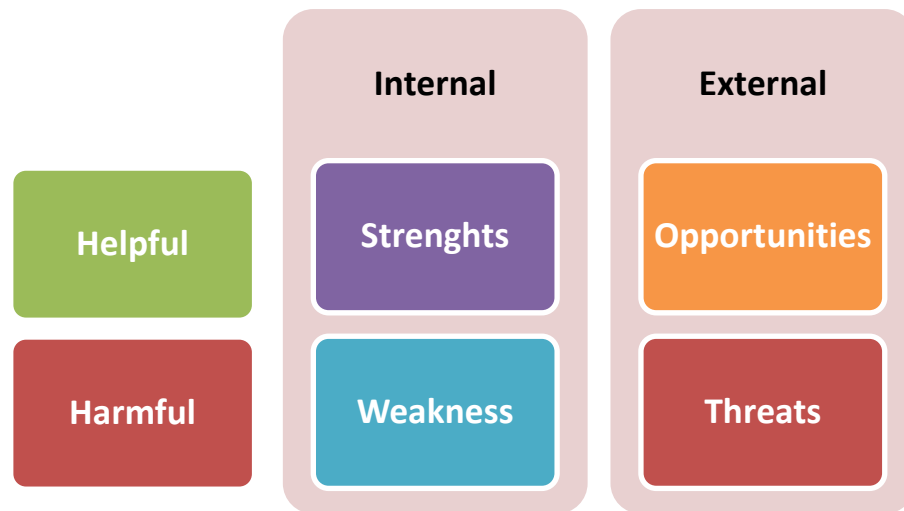 Internal
External
Helpful
Strenghts
Opportunities
Harmful
Weakness
Threats